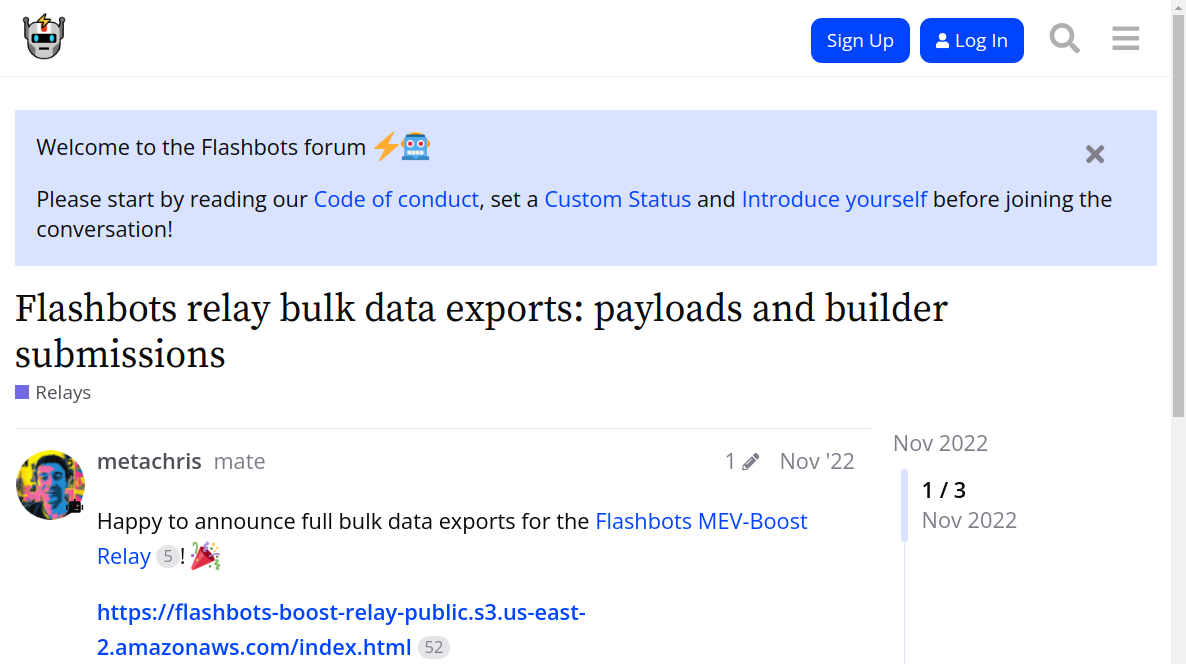 Sign Up
Log In
Welcome to the Flashbots forum
Please start by reading our Code of conduct, set a Custom Status and Introduce yourself before joining the
conversation!
Flashbots relay bulk data exports: payloads and builder
submissions
Relays
metachris mate 1 Nov '22
Happy to announce full bulk data exports for the Flashbots MEV-Boost
Relay 5 !
https://flashbots-boost-relay-public.s3.us-east-
2.amazonaws.com/index.html 52
Nov 2022
1 / 3
Nov 2022